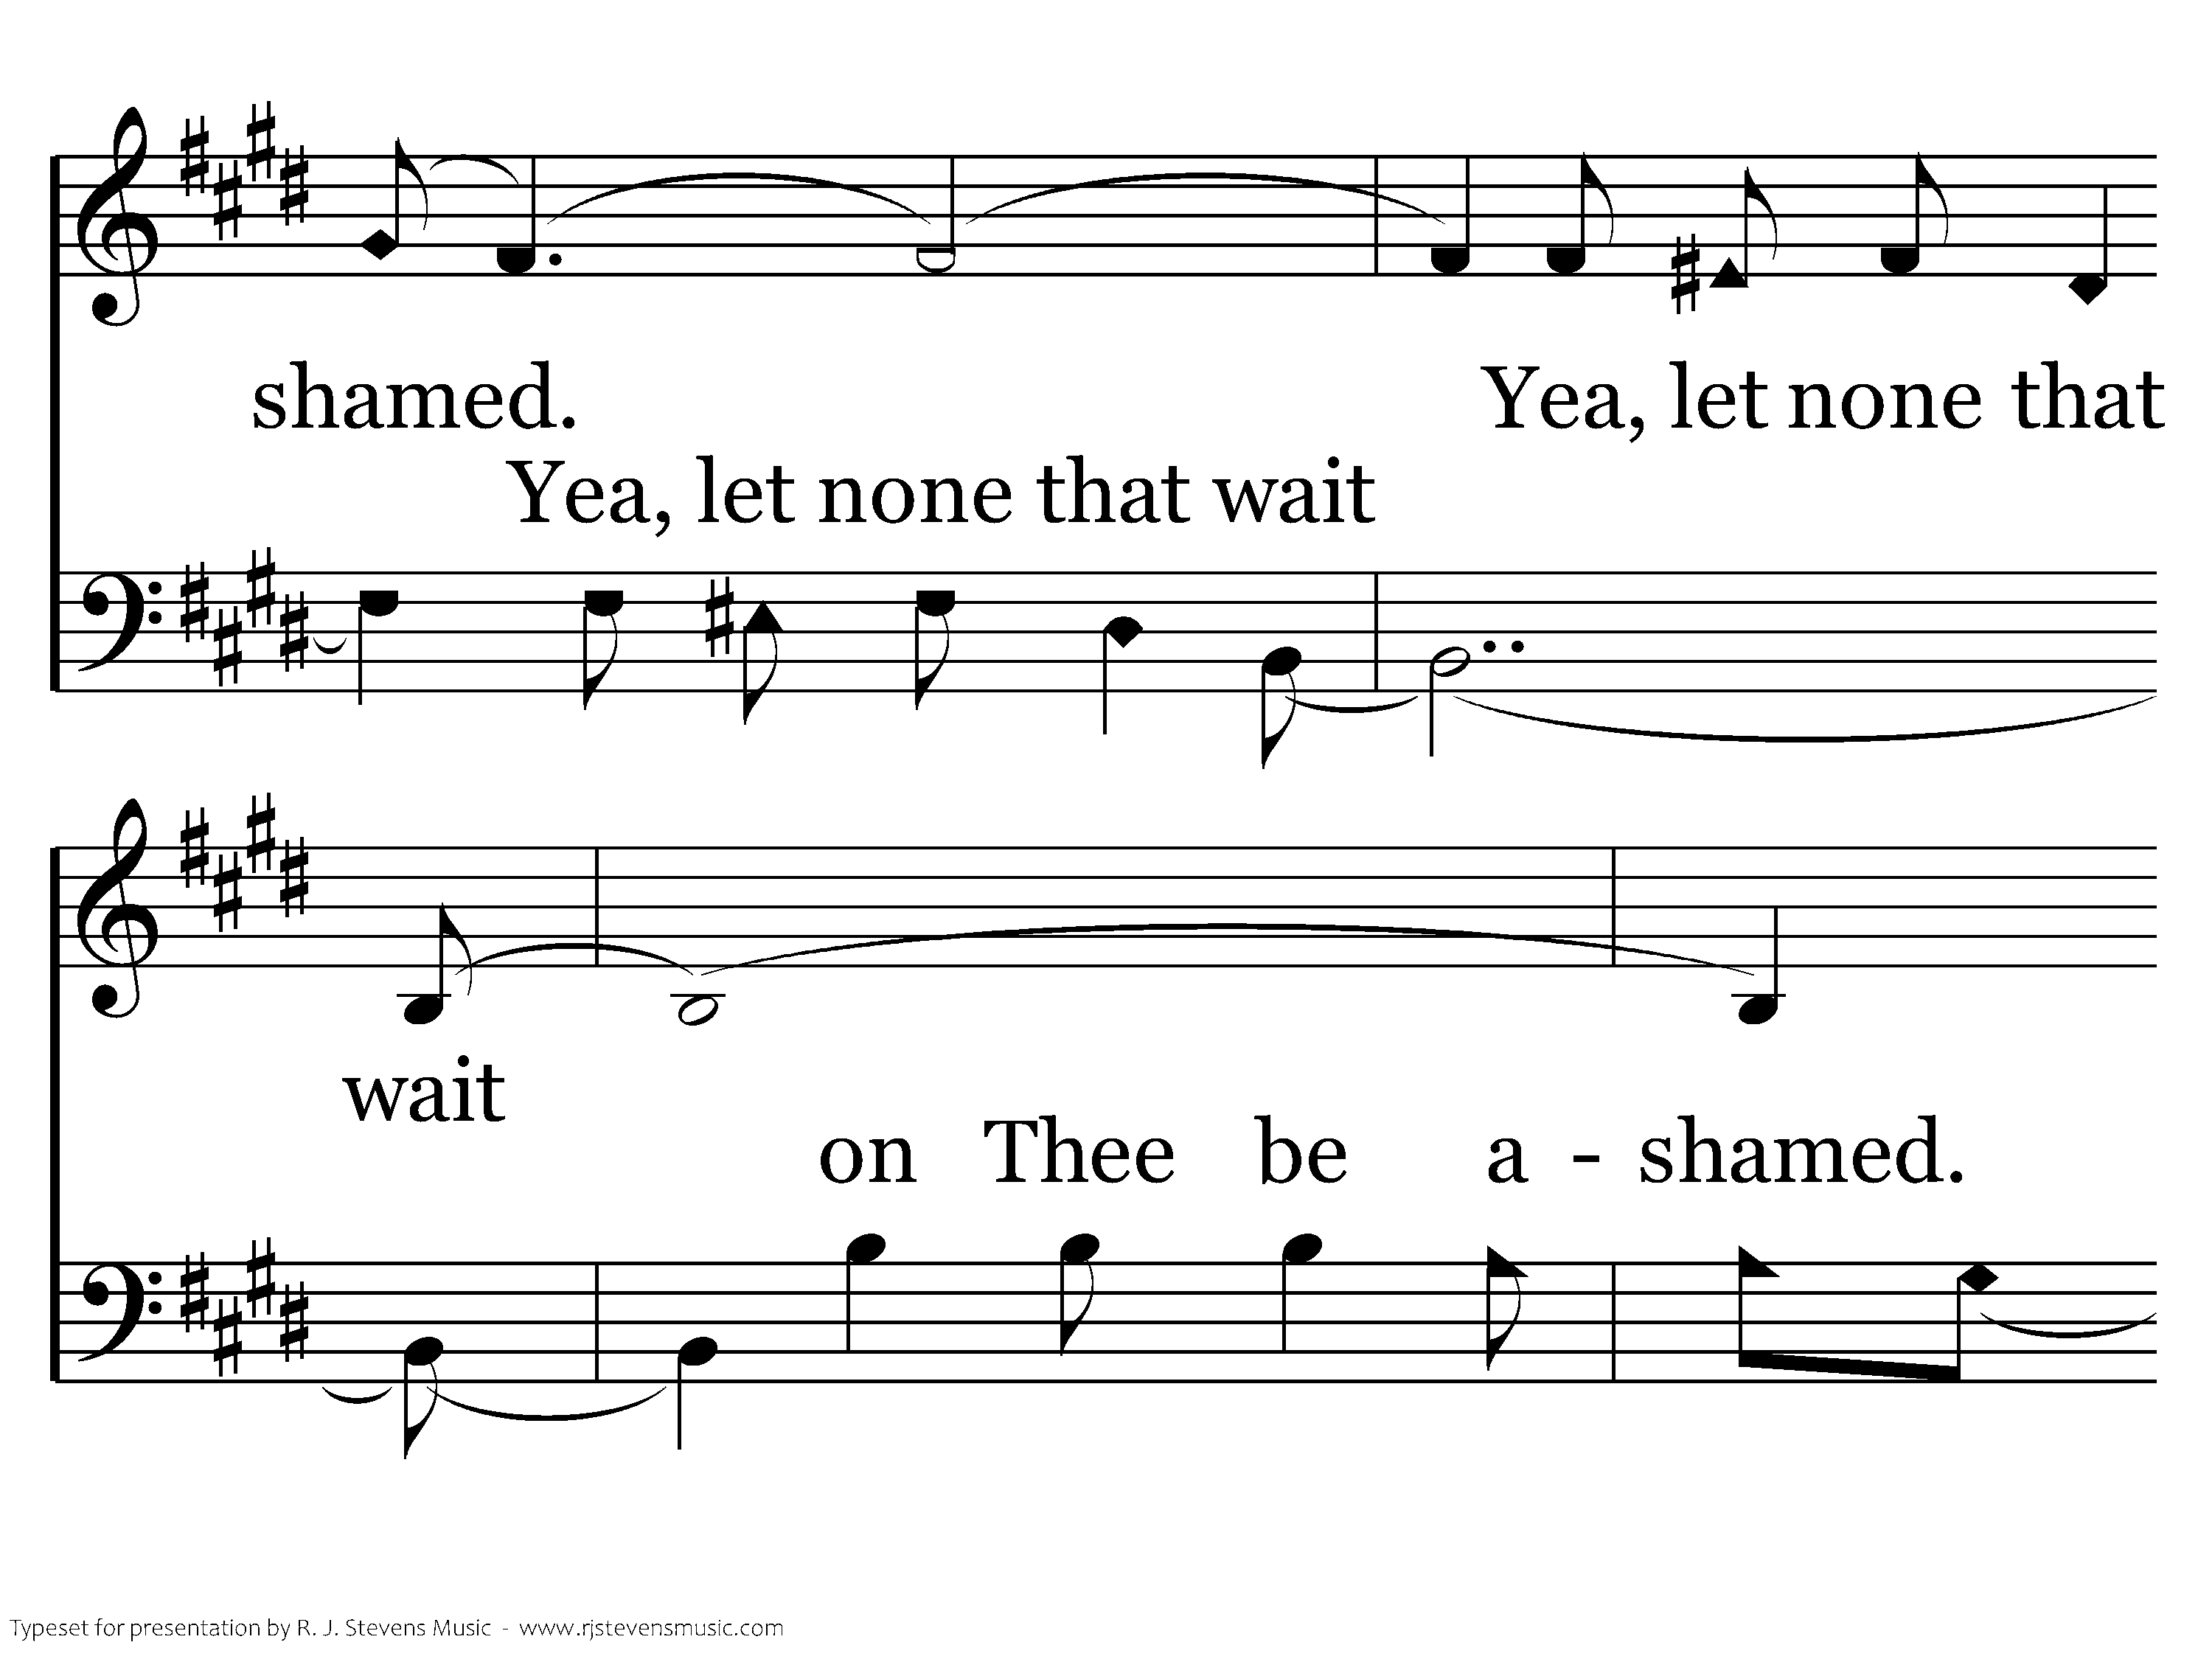 shamed. Yea, let none that
Yea, let none that wait
wait
on Thee be a - shamed.
Typeset for presentation by R. J. Stevens Music - www.rjstevensmusic.com